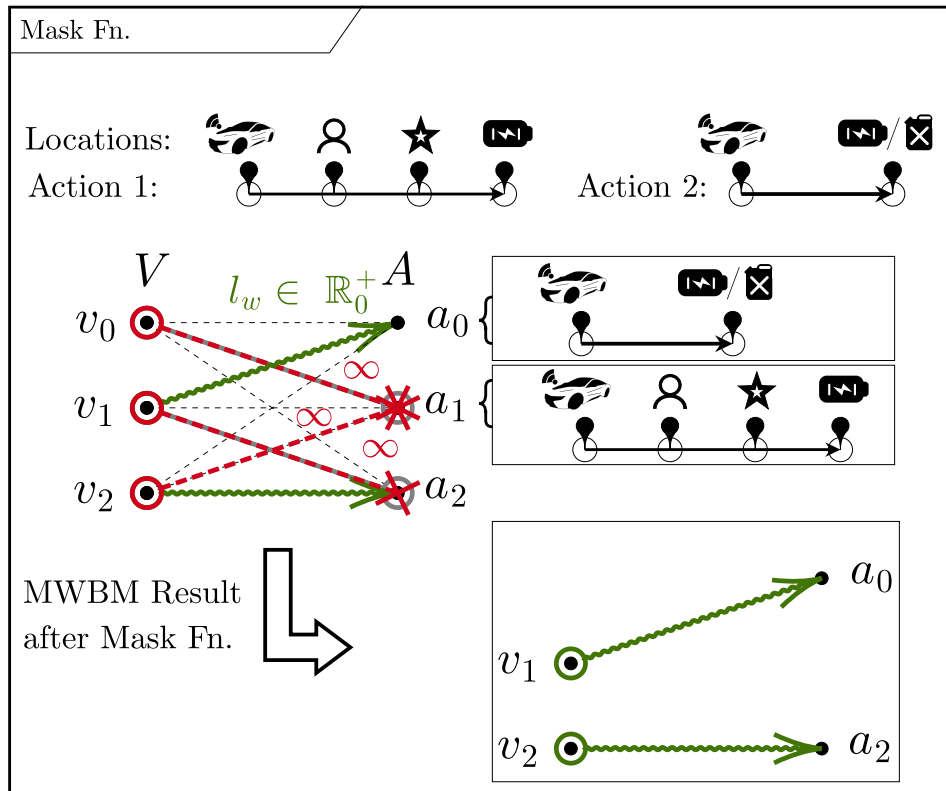 Mask Fn.
Locations: /
Action 1: Action 2:
V A
l_w ∈ ℝ₀⁺
v₀ a₀ { /
∞
v₁ a₁ {
∞
∞
v₂ a₂
MWBM Result
after Mask Fn.
a₀
v₁
v₂ a₂